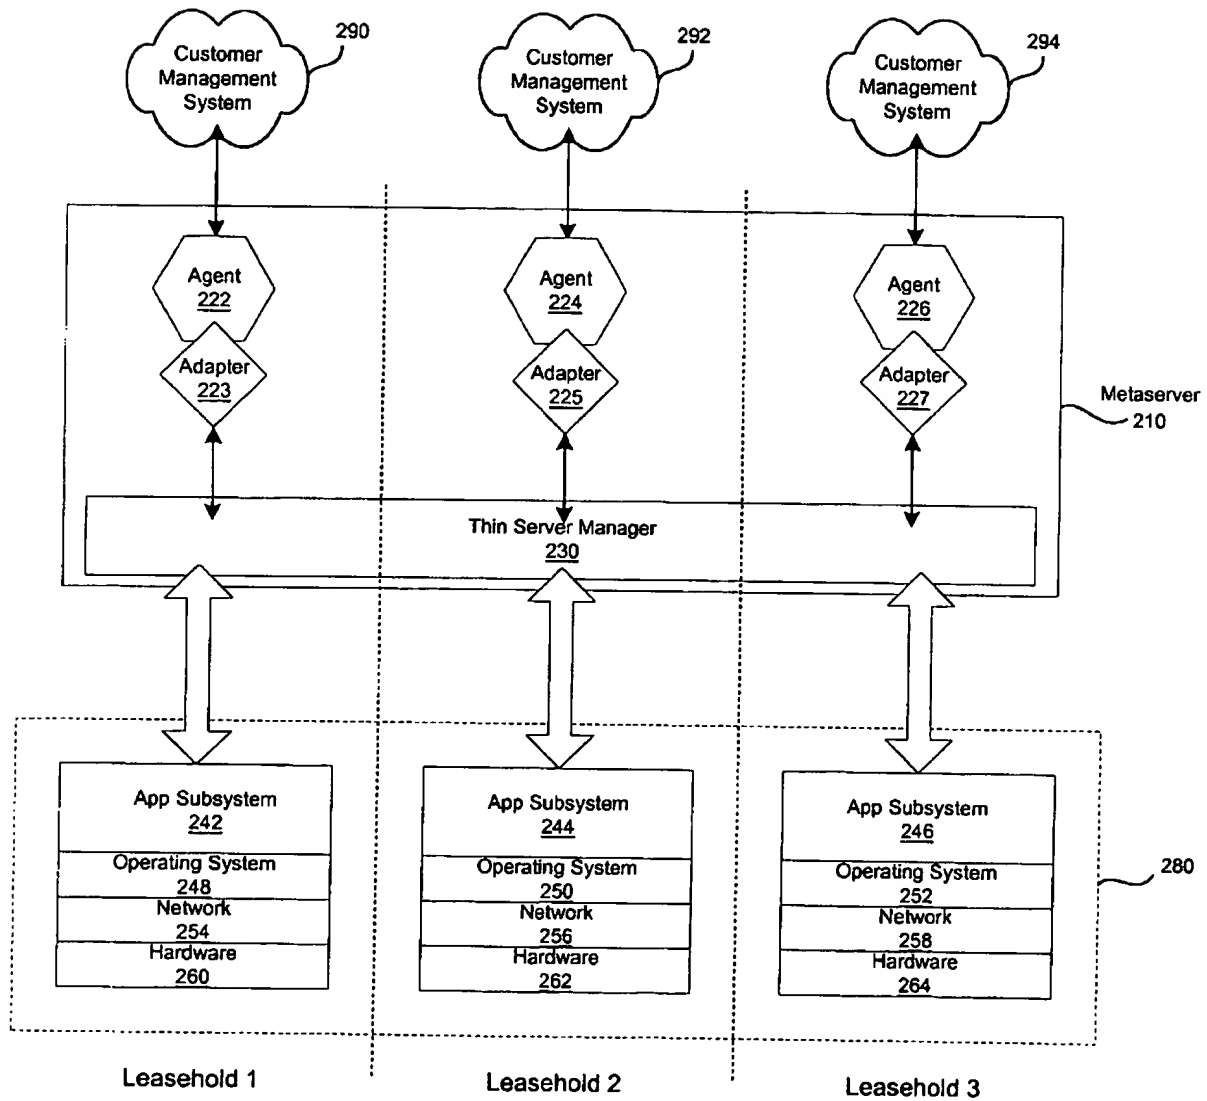 290
Customer
Management
System
292
Customer
Management
System
294
Customer
Management
System
Agent
222
Agent
224
Agent
226
Adapter
223
Adapter
225
Adapter
227
Metaserver
210
Thin Server Manager
230
App Subsystem
242
Operating System
248
Network
254
Hardware
260
App Subsystem
244
Operating System
250
Network
256
Hardware
262
App Subsystem
246
Operating System
252
Network
258
Hardware
264
280
Leasehold 1
Leasehold 2
Leasehold 3